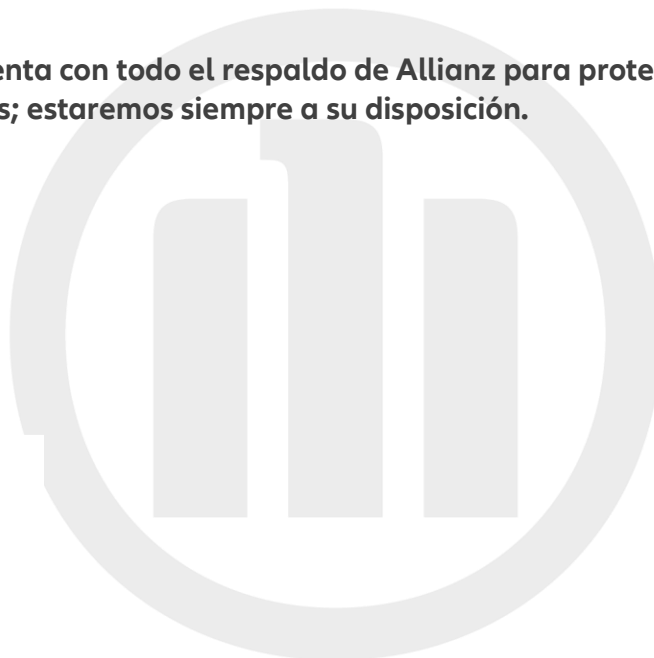 enta con todo el respaldo de Allianz para prote
s; estaremos siempre a su disposición.